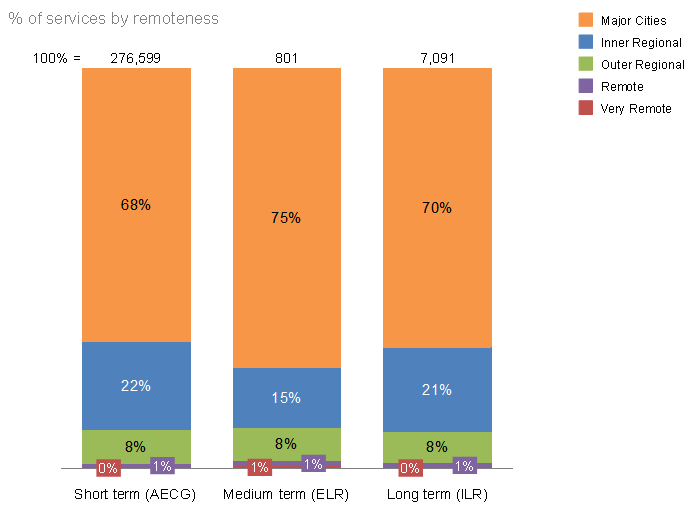 % of services by remoteness
Major Cities
Inner Regional
Outer Regional
Remote
Very Remote
100% = 276,599 801 7,091
68% 75% 70%
22% 15% 21%
8% 8% 8%
0% 1% 1% 1% 0% 1%
Short term (AECG) Medium term (ELR) Long term (ILR)